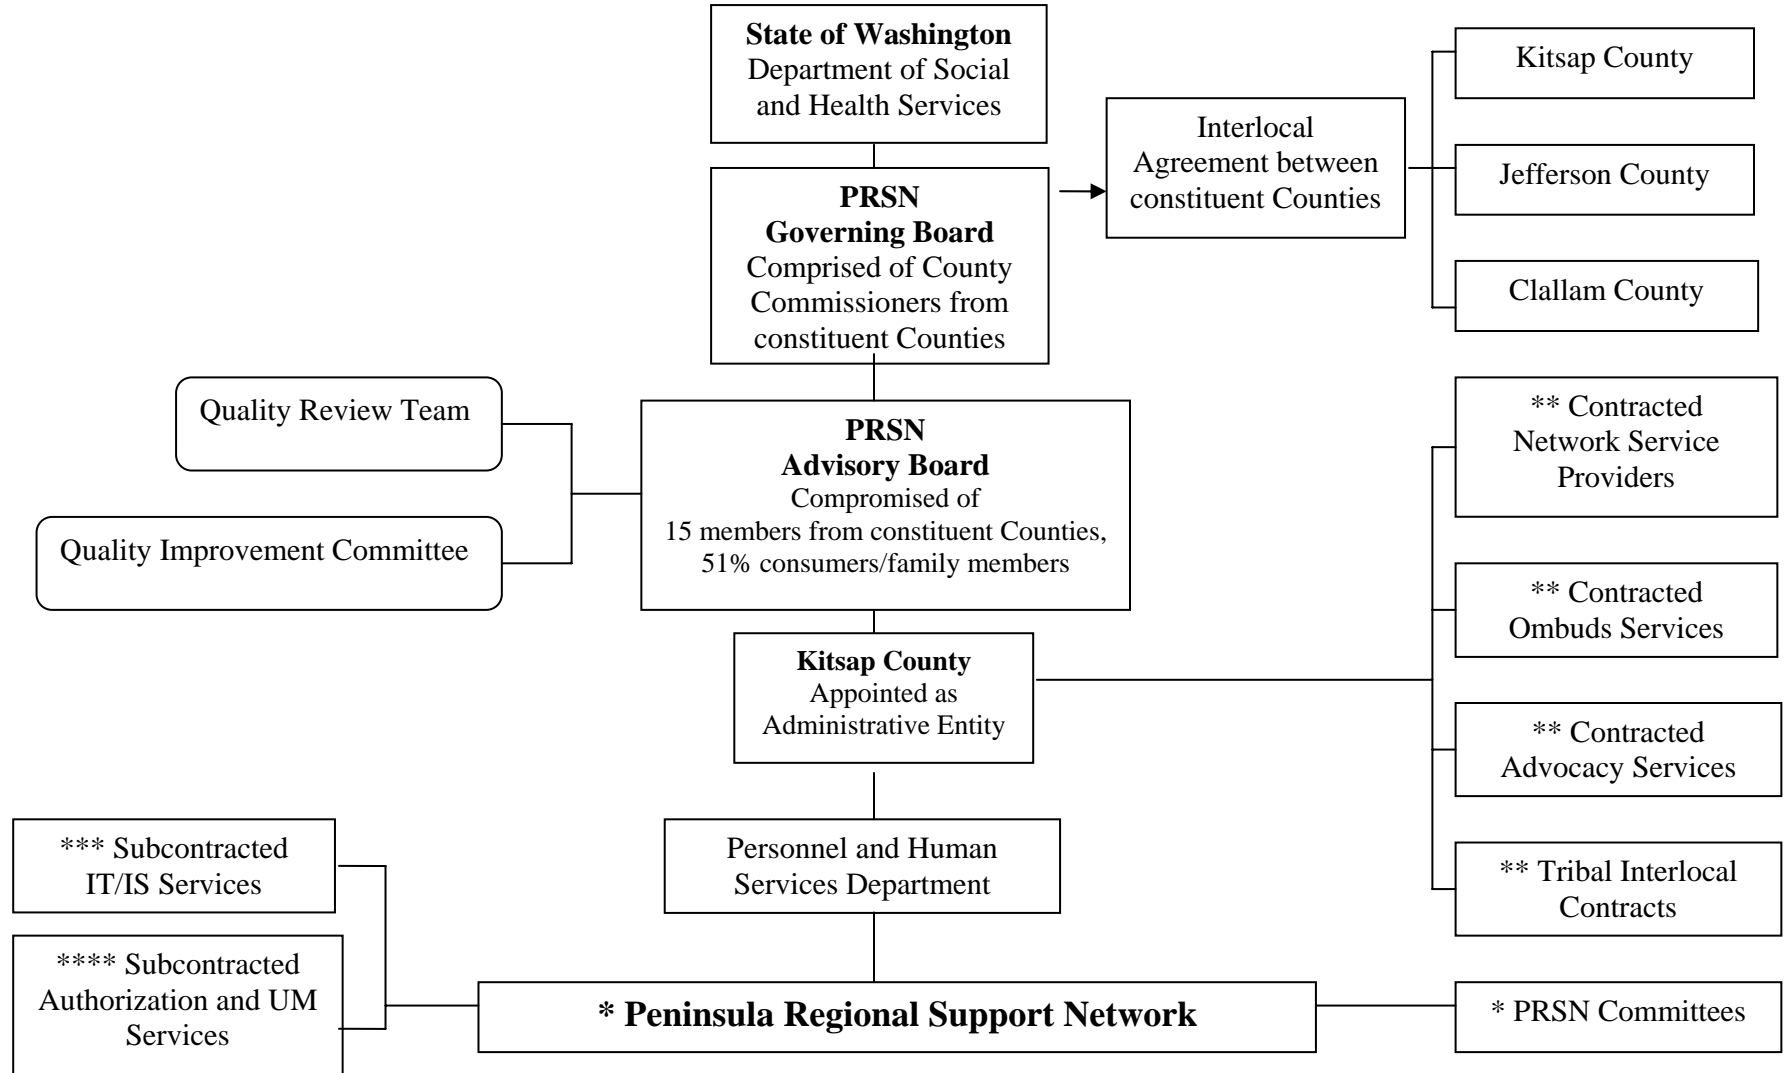 State of Washington
Department of Social
and Health Services
Interlocal
Agreement between
constituent Counties
Kitsap County
Jefferson County
Clallam County
PRSN
Governing Board
Comprised of County
Commissioners from
constituent Counties
Quality Review Team
Quality Improvement Committee
PRSN
Advisory Board
Compromised of
15 members from constituent Counties,
51% consumers/family members
** Contracted
Network Service
Providers
** Contracted
Ombuds Services
** Contracted
Advocacy Services
** Tribal Interlocal
Contracts
Kitsap County
Appointed as
Administrative Entity
Personnel and Human
Services Department
*** Subcontracted
IT/IS Services
**** Subcontracted
Authorization and UM
Services
* Peninsula Regional Support Network
* PRSN Committees